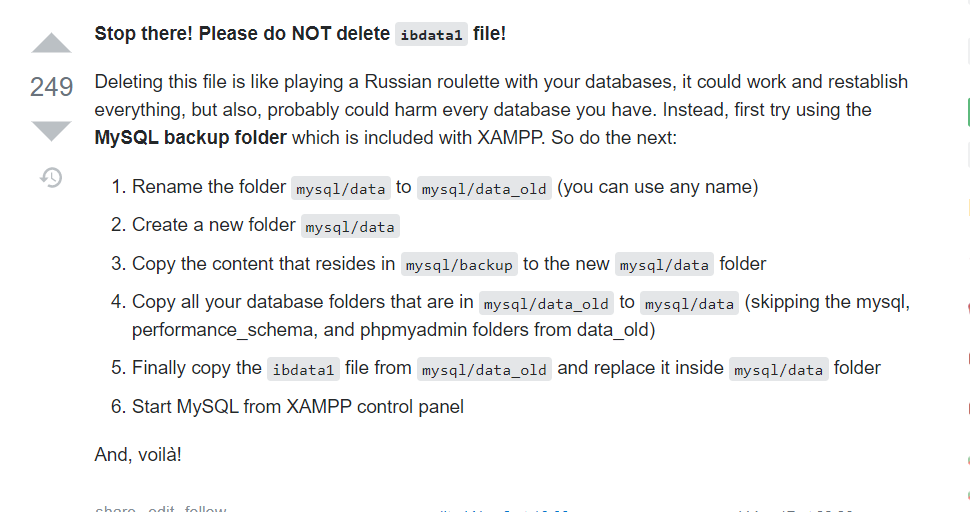 Stop there! Please do NOT delete ibdata1 file!
249
Deleting this file is like playing a Russian roulette with your databases, it could work and restablish
everything, but also, probably could harm every database you have. Instead, first try using the
MySQL backup folder which is included with XAMPP. So do the next:
1. Rename the folder mysql/data to mysql/data_old (you can use any name)
2. Create a new folder mysql/data
3. Copy the content that resides in mysql/backup to the new mysql/data folder
4. Copy all your database folders that are in mysql/data_old to mysql/data (skipping the mysql,
performance_schema, and phpmyadmin folders from data_old)
5. Finally copy the ibdata1 file from mysql/data_old and replace it inside mysql/data folder
6. Start MySQL from XAMPP control panel
And, voilà!
share edit follow